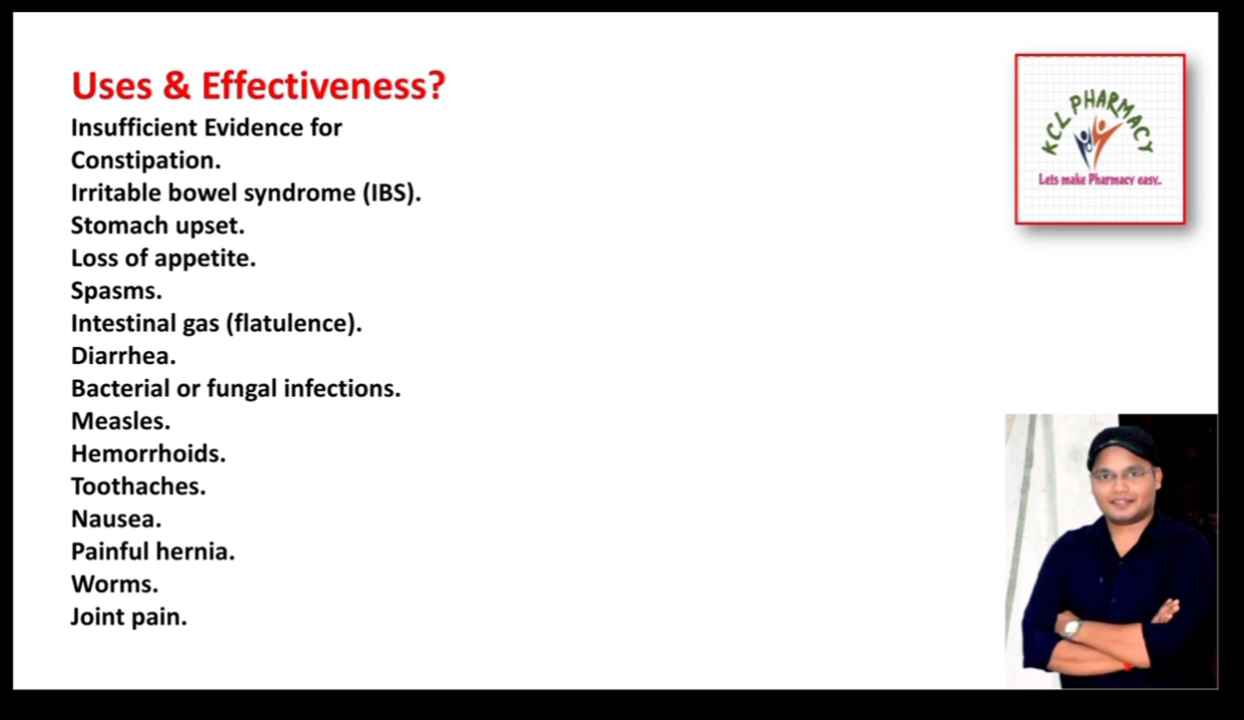 Uses & Effectiveness?
Insufficient Evidence for
Constipation.
Irritable bowel syndrome (IBS).
Stomach upset.
Loss of appetite.
Spasms.
Intestinal gas (flatulence).
Diarrhea.
Bacterial or fungal infections.
Measles.
Hemorrhoids.
Toothaches.
Nausea.
Painful hernia.
Worms.
Joint pain.
KCL PHARMACY
Lets make Pharmacy easy..